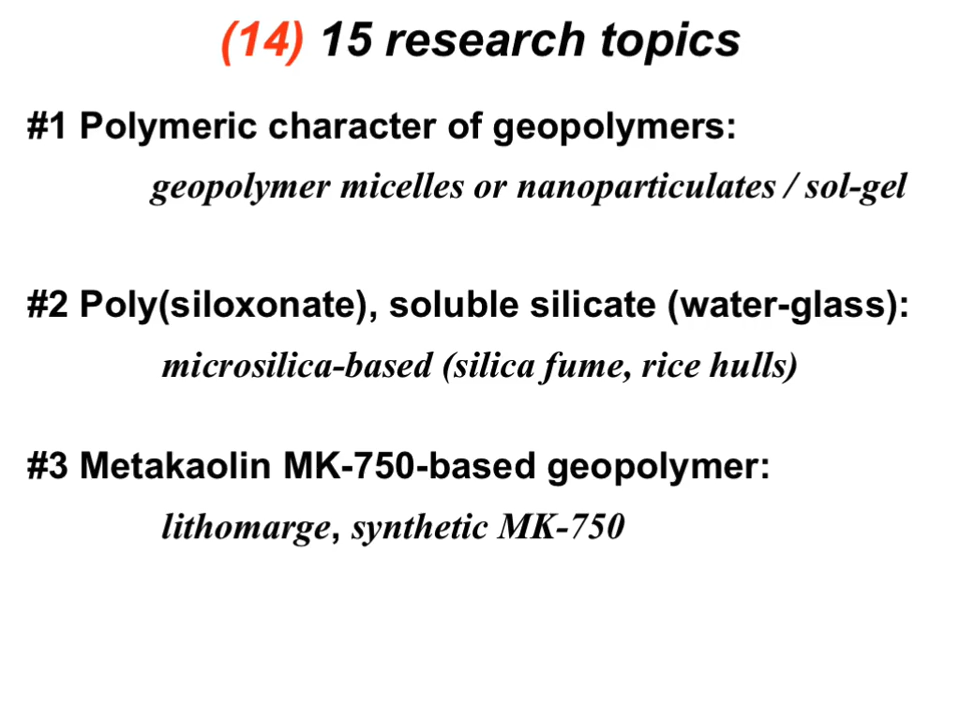 (14) 15 research topics
#1 Polymeric character of geopolymers:
geopolymer micelles or nanoparticulates / sol-gel
#2 Poly(siloxonate), soluble silicate (water-glass):
microsilica-based (silica fume, rice hulls)
#3 Metakaolin MK-750-based geopolymer:
lithomarge, synthetic MK-750